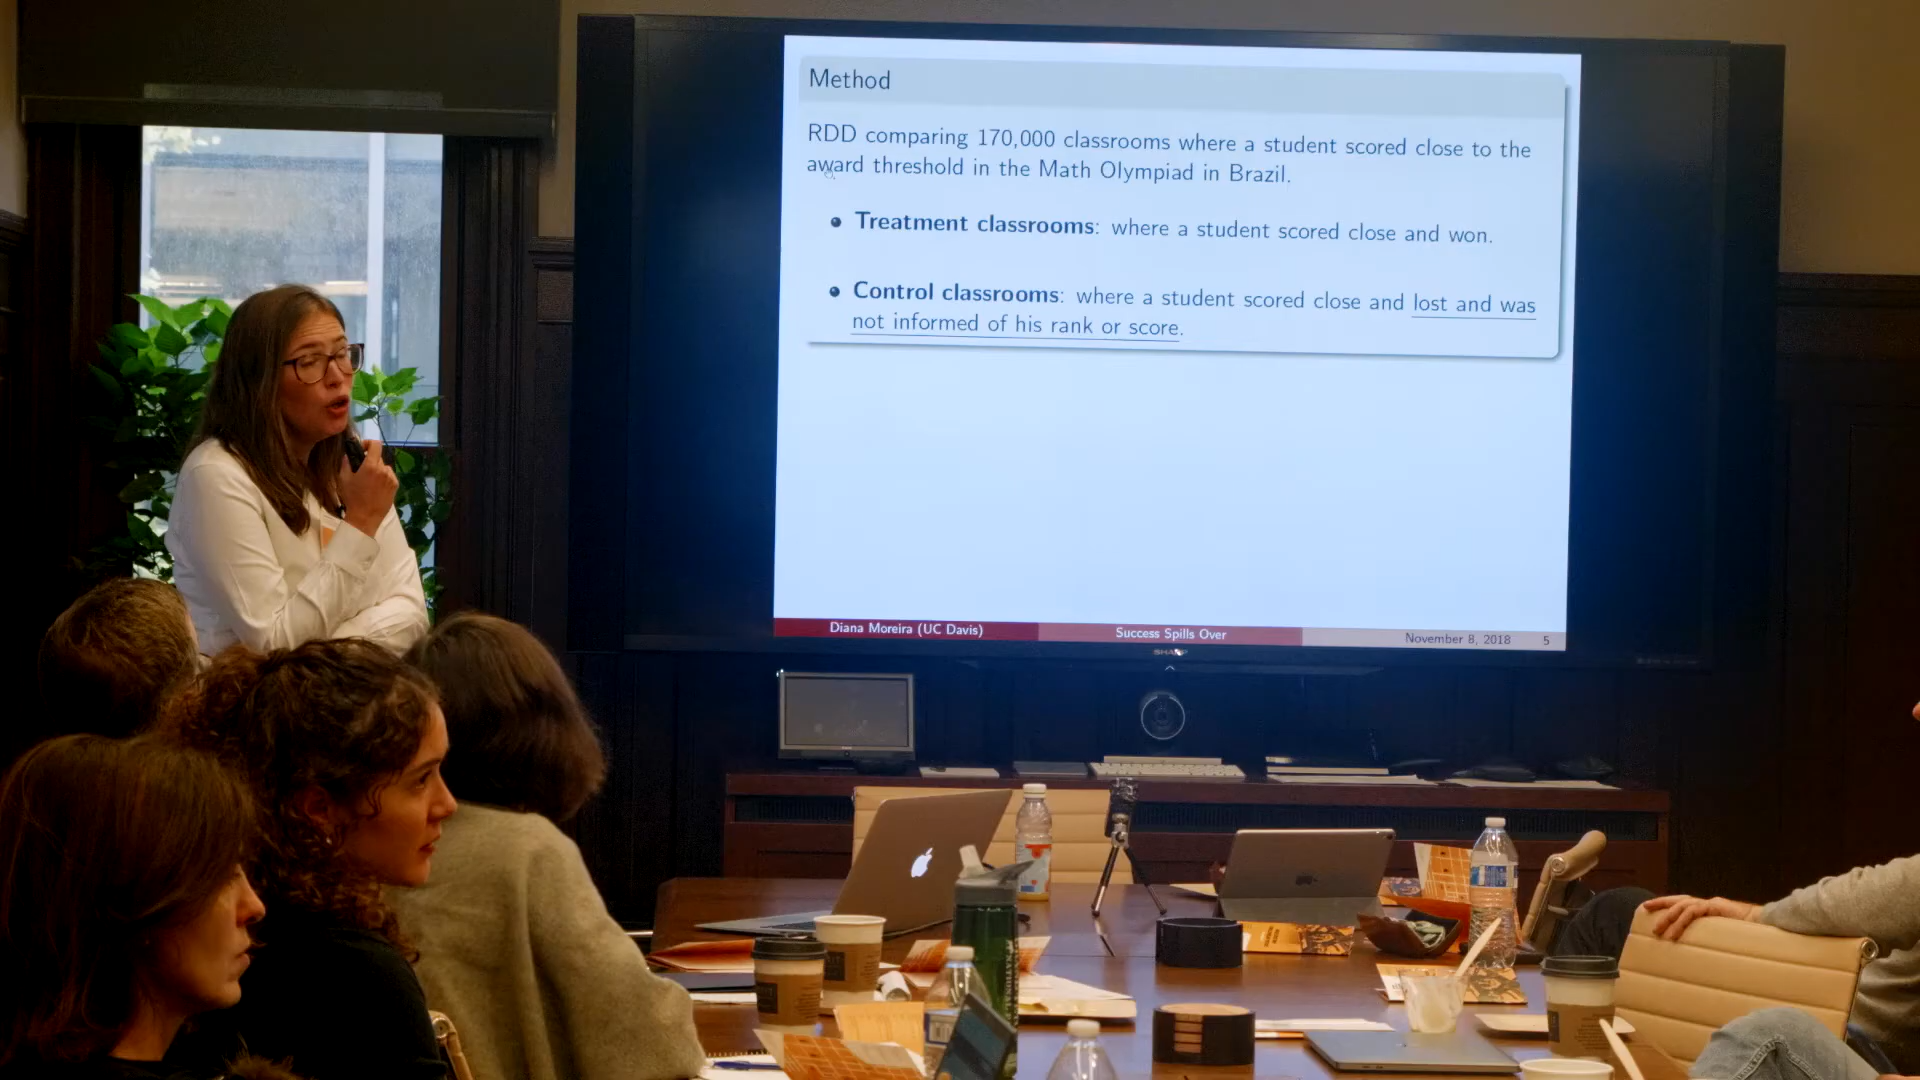 Method
RDD comparing 170,000 classrooms where a student scored close to the
award threshold in the Math Olympiad in Brazil.
Treatment classrooms: where a student scored close and won.
Control classrooms: where a student scored close and lost and was
not informed of his rank or score.
Diana Moreira (UC Davis) Success Spills Over November 8, 2018 5
SHARP